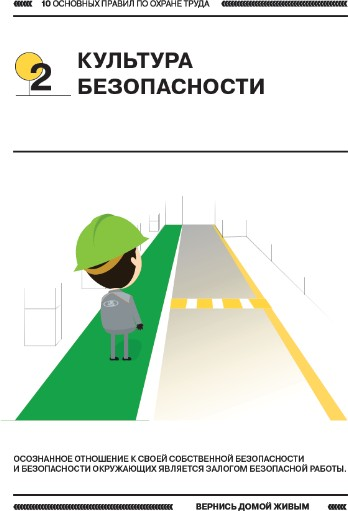 10 ОСНОВНЫХ ПРАВИЛ ПО ОХРАНЕ ТРУДА
2
КУЛЬТУРА
БЕЗОПАСНОСТИ
ОСОЗНАННОЕ ОТНОШЕНИЕ К СВОЕЙ СОБСТВЕННОЙ БЕЗОПАСНОСТИ
И БЕЗОПАСНОСТИ ОКРУЖАЮЩИХ ЯВЛЯЕТСЯ ЗАЛОГОМ БЕЗОПАСНОЙ РАБОТЫ.
ВЕРНИСЬ ДОМОЙ ЖИВЫМ